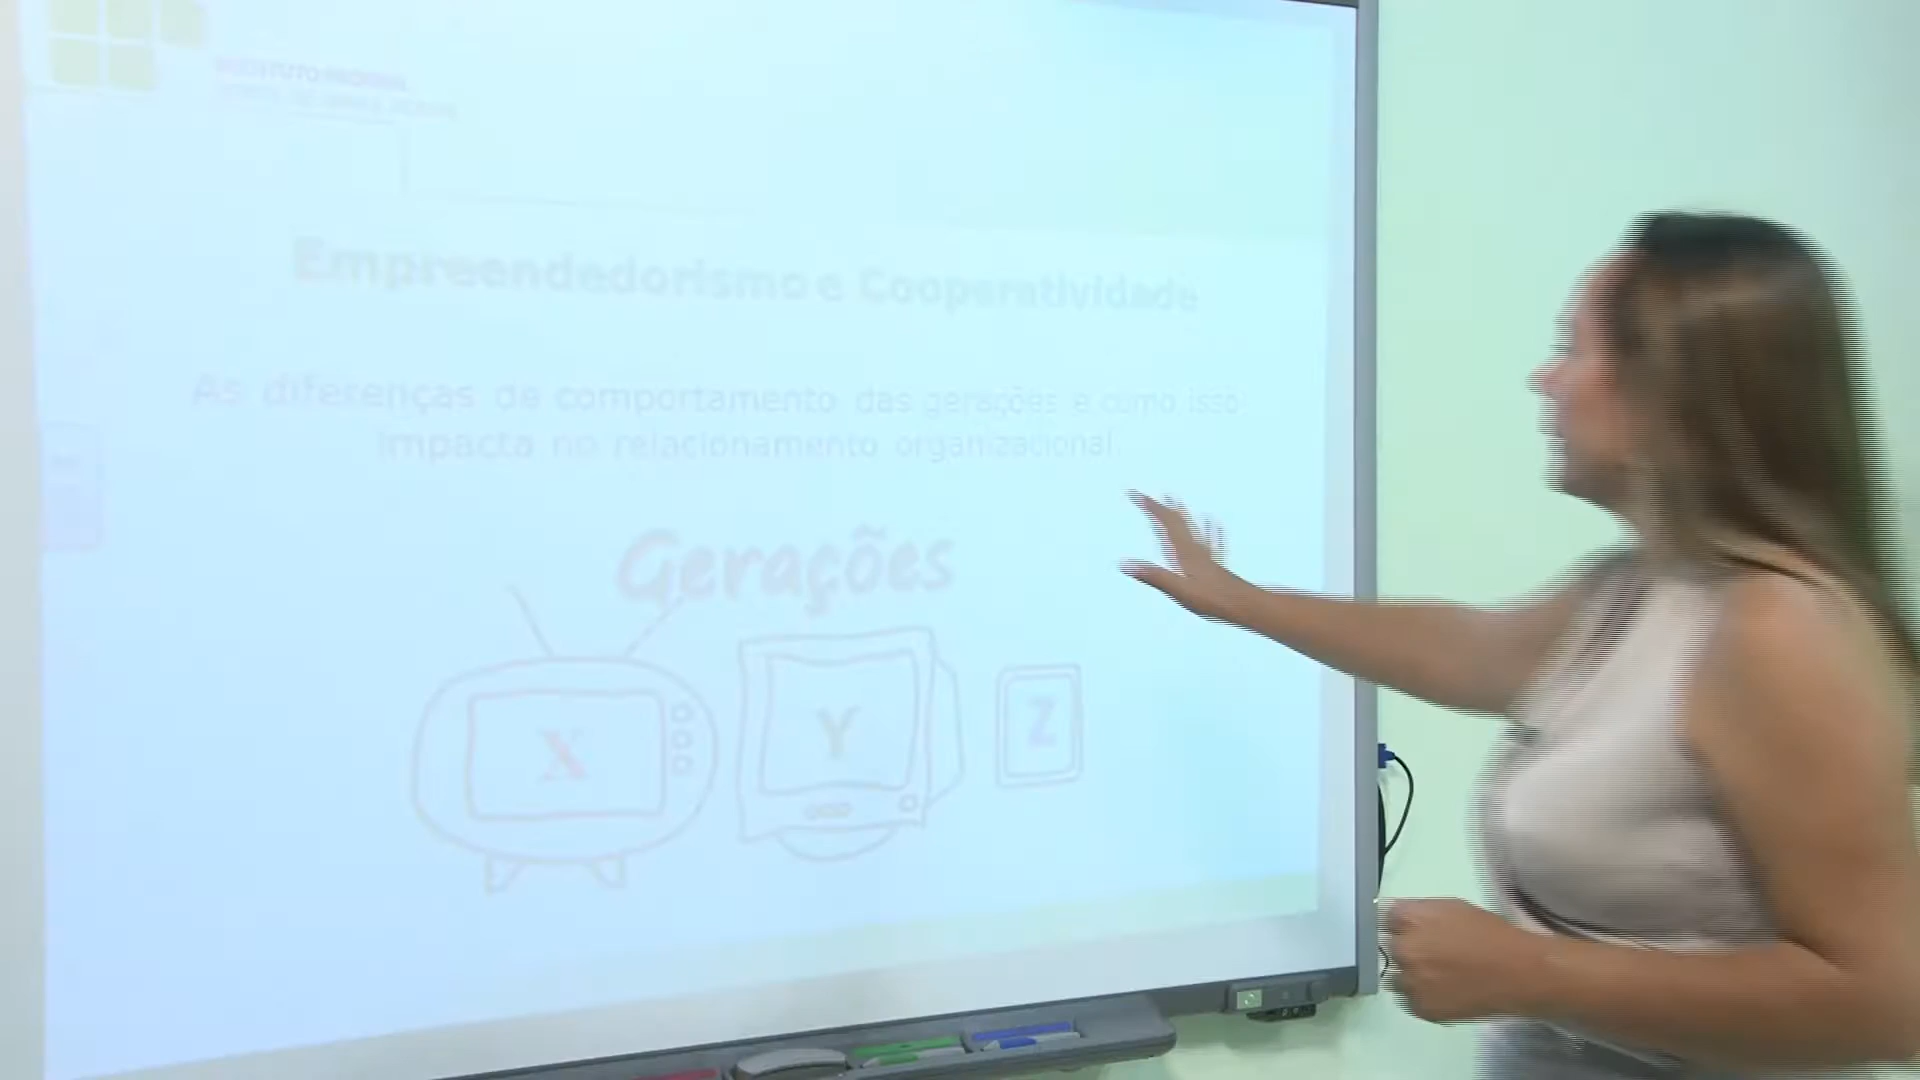 Empreendedorismo e Cooperatividade
As diferenças de comportamento das gerações e como isso
impacta no relacionamento organizacional.
Gerações
X
Y
Z